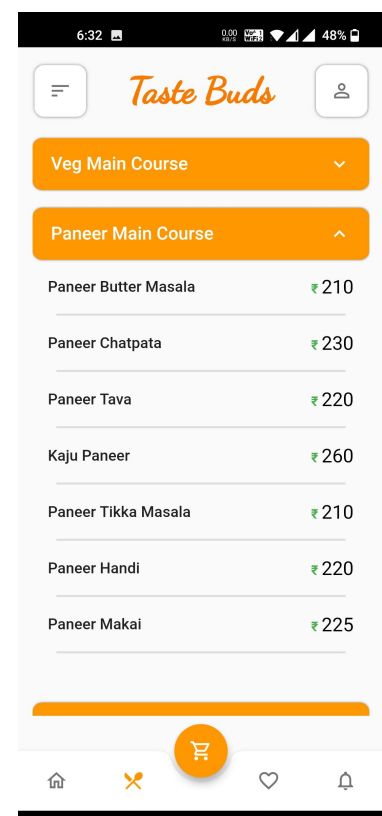 6:32 0.00 KB/S 48%
Taste Buds
Veg Main Course
Paneer Main Course
Paneer Butter Masala ₹ 210
Paneer Chatpata ₹ 230
Paneer Tava ₹ 220
Kaju Paneer ₹ 260
Paneer Tikka Masala ₹ 210
Paneer Handi ₹ 220
Paneer Makai ₹ 225